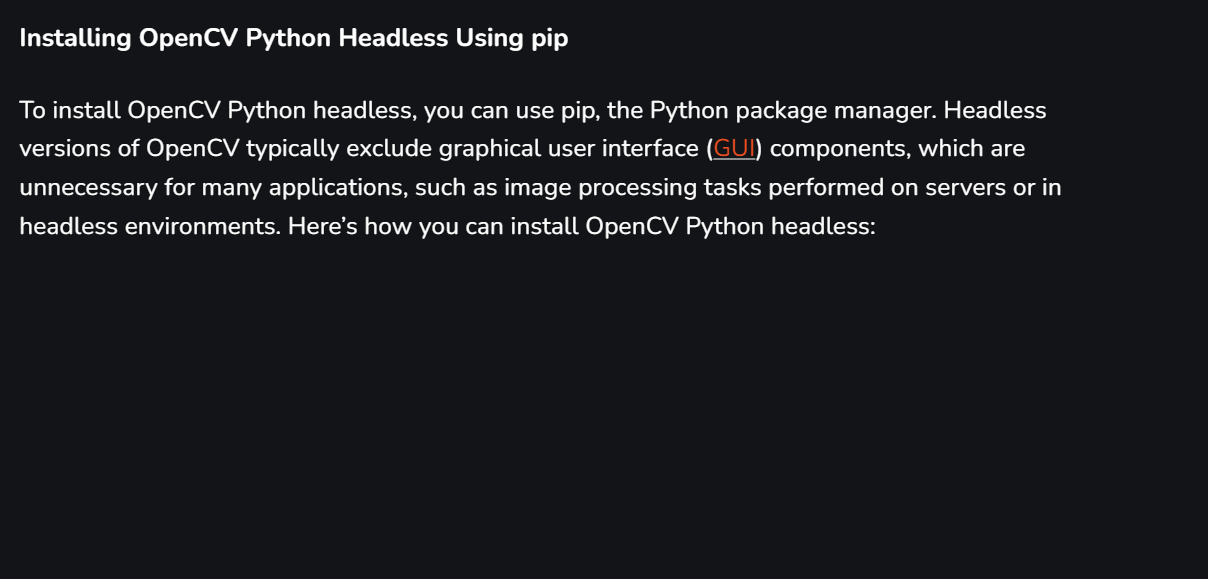 Installing OpenCV Python Headless Using pip
To install OpenCV Python headless, you can use pip, the Python package manager. Headless
versions of OpenCV typically exclude graphical user interface (GUI) components, which are
unnecessary for many applications, such as image processing tasks performed on servers or in
headless environments. Here’s how you can install OpenCV Python headless: